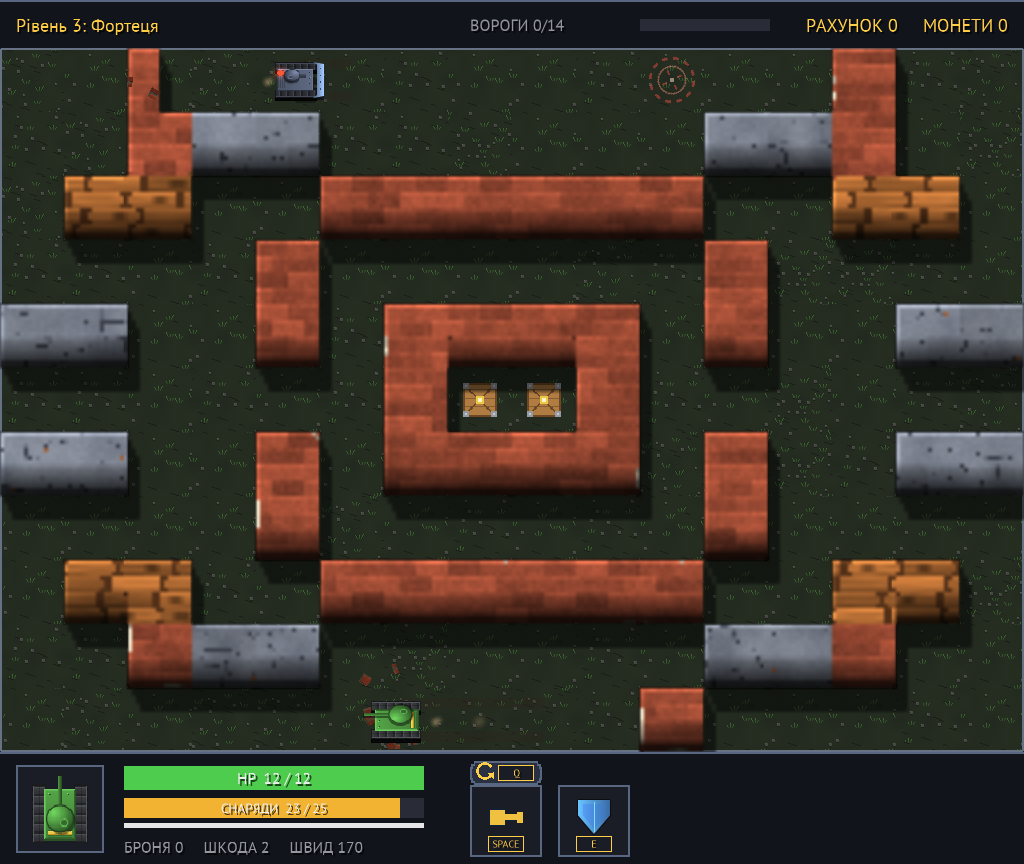 Рівень 3: Фортеця
ВОРОГИ 0/14
РАХУНОК 0
МОНЕТИ 0
HP 12 / 12
СНАРЯДИ 23 / 25
БРОНЯ 0
ШКОДА 2
ШВИД 170
Q
SPACE
E